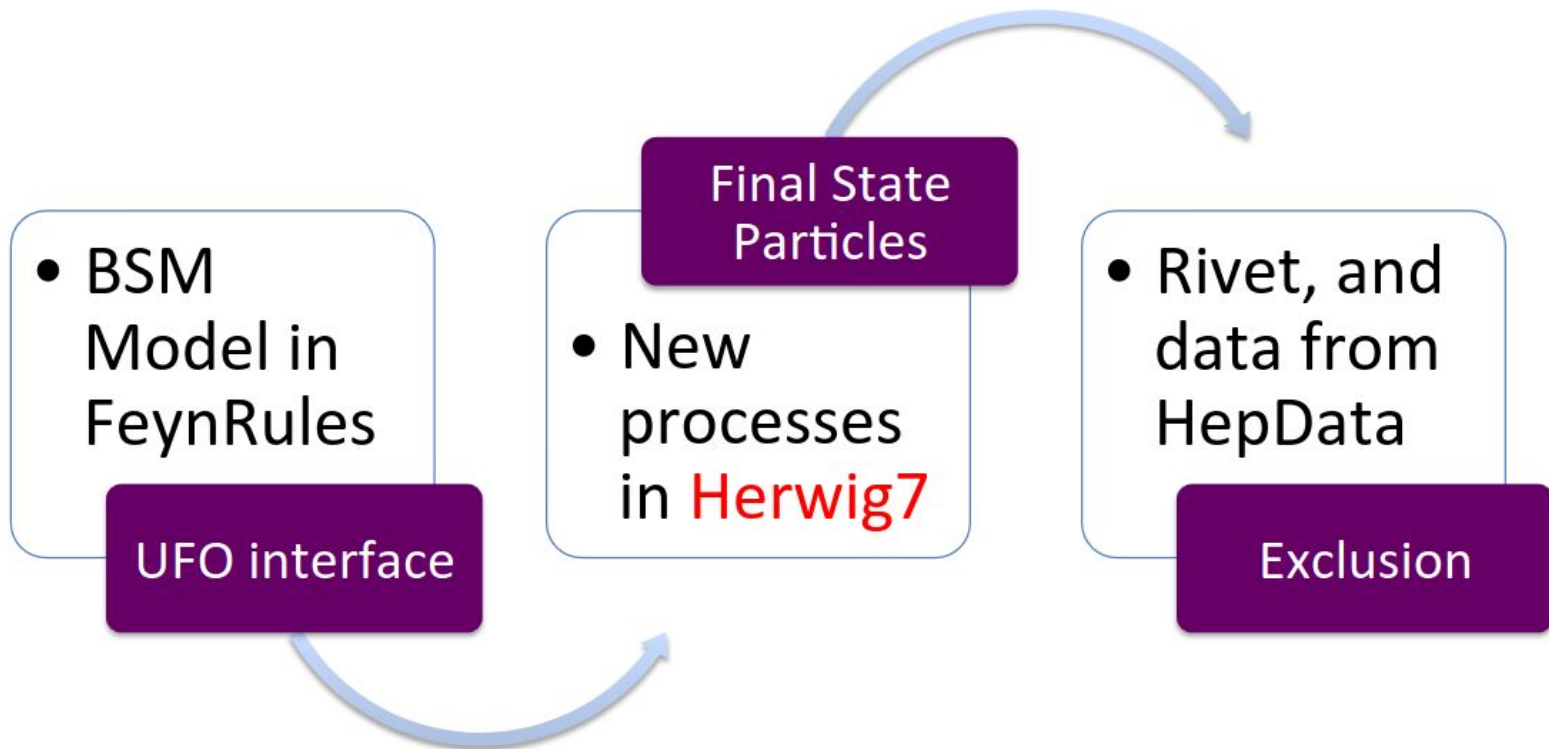 • BSM
Model in
FeynRules
UFO interface
Final State
Particles
• New
processes
in Herwig7
• Rivet, and
data from
HepData
Exclusion